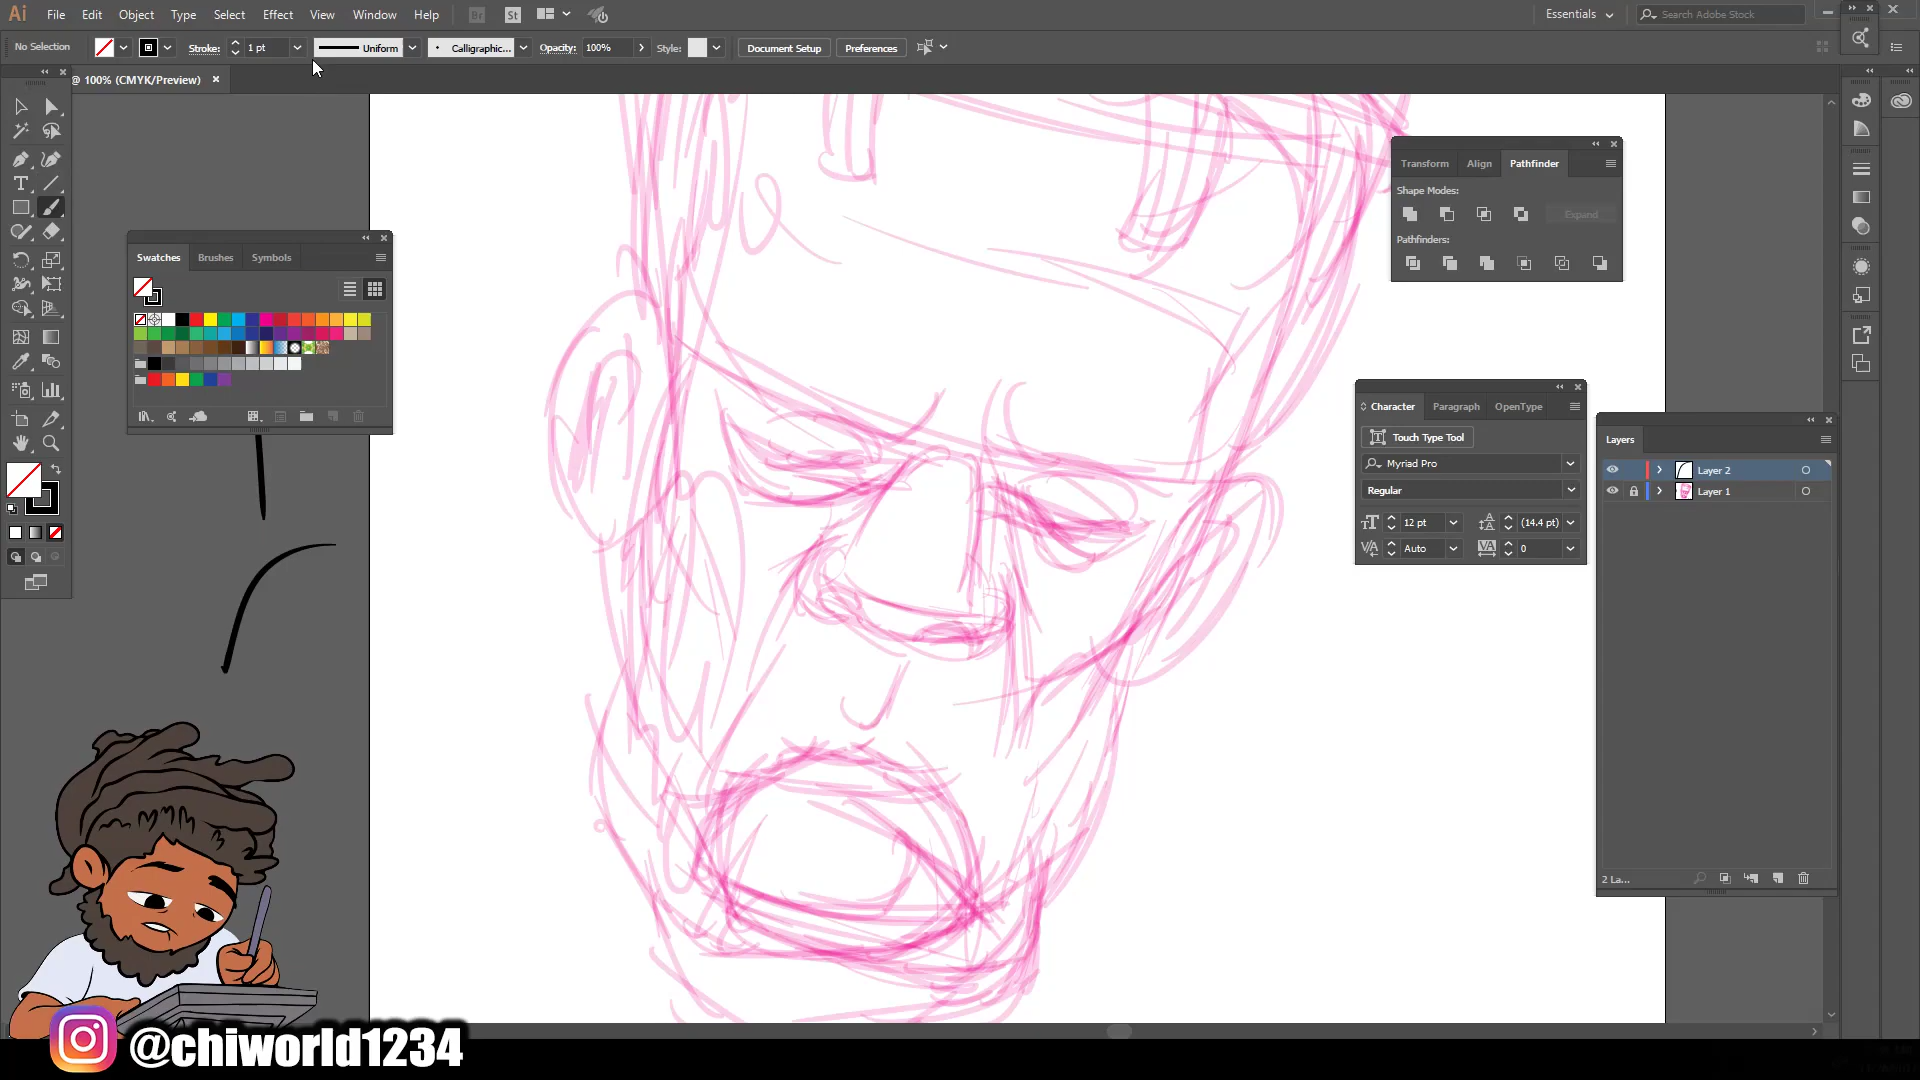 Ai File Edit Object Type Select Effect View Window Help Br St Essentials Search Adobe Stock
No Selection Stroke: 1 pt Uniform Calligraphic... Opacity: 100% Style: Document Setup Preferences
@ 100% (CMYK/Preview)
Transform Align Pathfinder
Shape Modes:
Expand
Pathfinders:
Swatches Brushes Symbols
Character Paragraph OpenType
Touch Type Tool
Myriad Pro
Regular
12 pt (14.4 pt)
Auto 0
Layers
Layer 2
Layer 1
2 La...
@chiworld1234